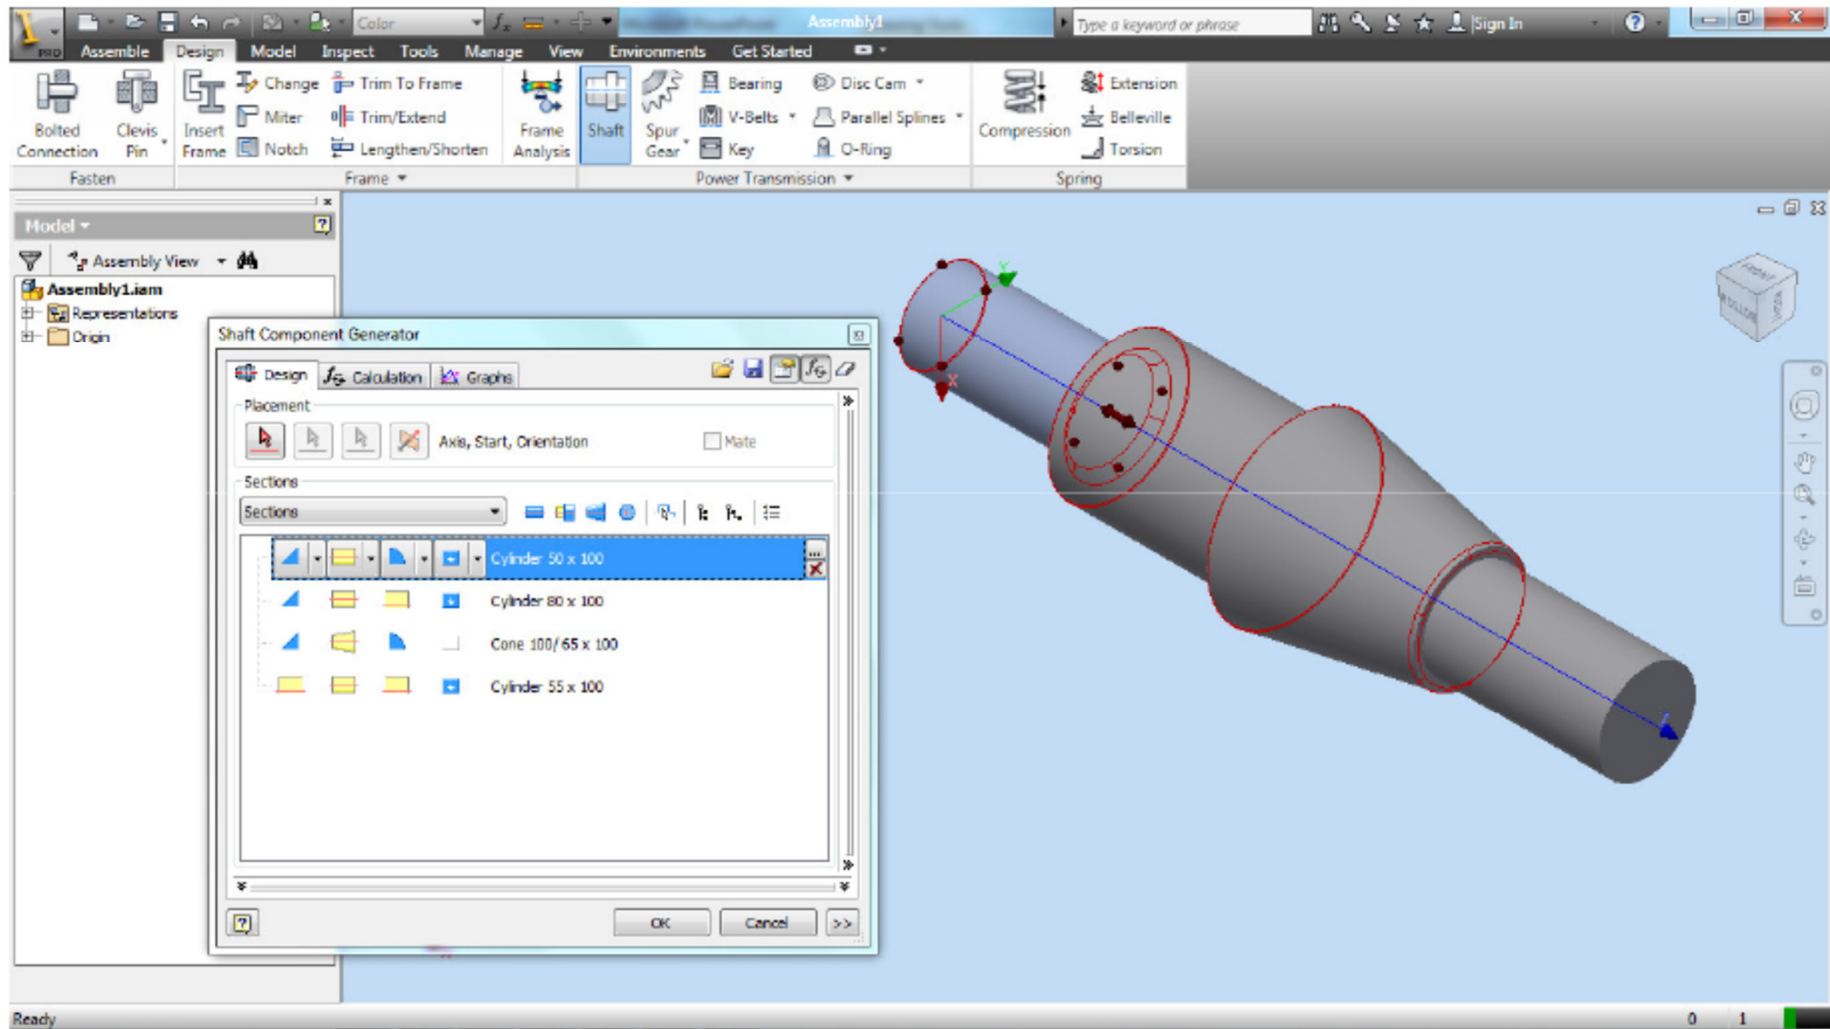 Color
Assembly1
Type a keyword or phrase
Sign In
PRO
Assemble Design Model Inspect Tools Manage View Environments Get Started
Bolted Connection
Clevis Pin
Insert Frame
Change
Miter
Notch
Trim To Frame
Trim/Extend
Lengthen/Shorten
Frame Analysis
Shaft
Spur Gear
Bearing
V-Belts
Key
Disc Cam
Parallel Splines
O-Ring
Compression
Extension
Belleville
Torsion
Fasten
Frame
Power Transmission
Spring
Model
Assembly View
Assembly1.iam
Representations
Origin
Shaft Component Generator
Design Calculation Graphs
Placement
Axis, Start, Orientation
Mate
Sections
Sections
Cylinder 50 x 100
...
Cylinder 80 x 100
Cone 100/ 65 x 100
Cylinder 55 x 100
OK Cancel >>
Y
X
Z
Ready
0 1